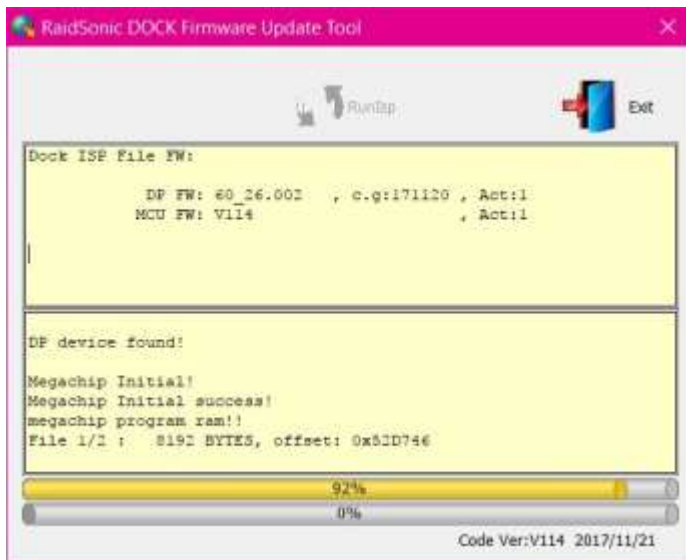 RaidSonic DOCK Firmware Update Tool
RunIsp
Exit
Dock ISP File FW:
DP FW: 60_26.002 , c.g:171120 , Act:1
MCU FW: V114 , Act:1
DP device found!
Megachip Initial!
Megachip Initial success!
megachip program ram!!
File 1/2 : 8192 BYTES, offset: 0x52D746
92%
0%
Code Ver:V114 2017/11/21